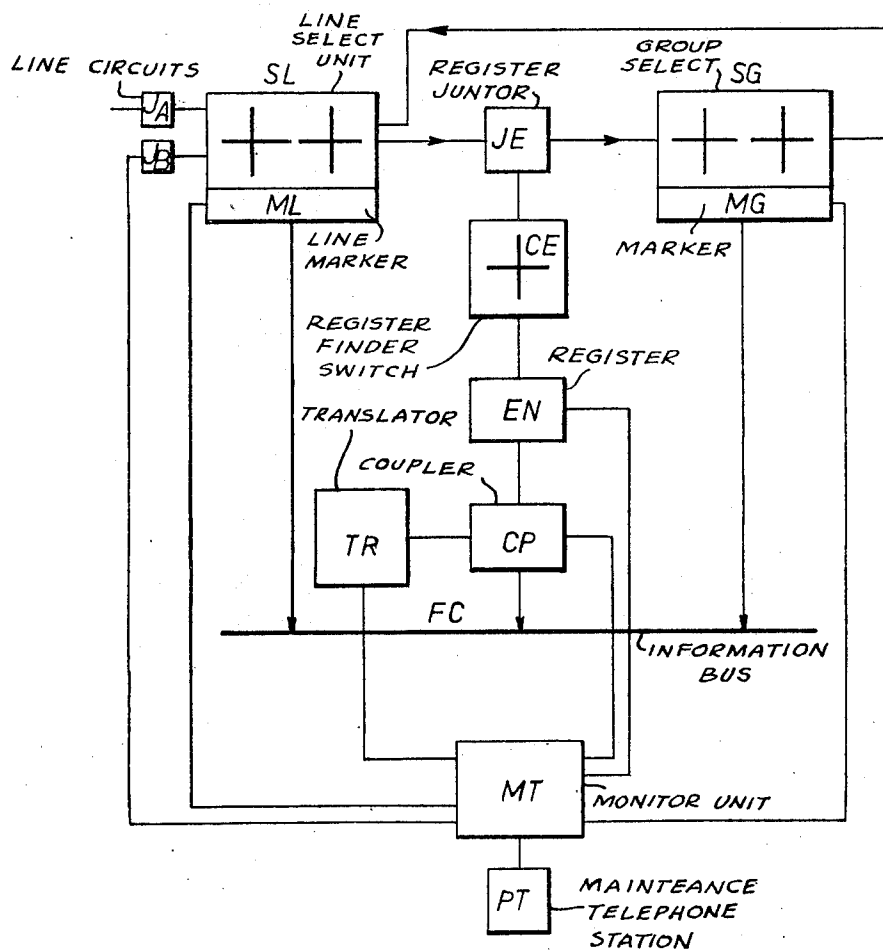 LINE
SELECT
UNIT
LINE CIRCUITS
SL
REGISTER
JUNTOR
GROUP
SELECT
SG
JA
JB
JE
ML
LINE
MARKER
MG
MARKER
CE
REGISTER
FINDER
SWITCH
REGISTER
EN
TRANSLATOR
COUPLER
TR
CP
FC
INFORMATION
BUS
MT
MONITOR UNIT
PT
MAINTEANCE
TELEPHONE
STATION